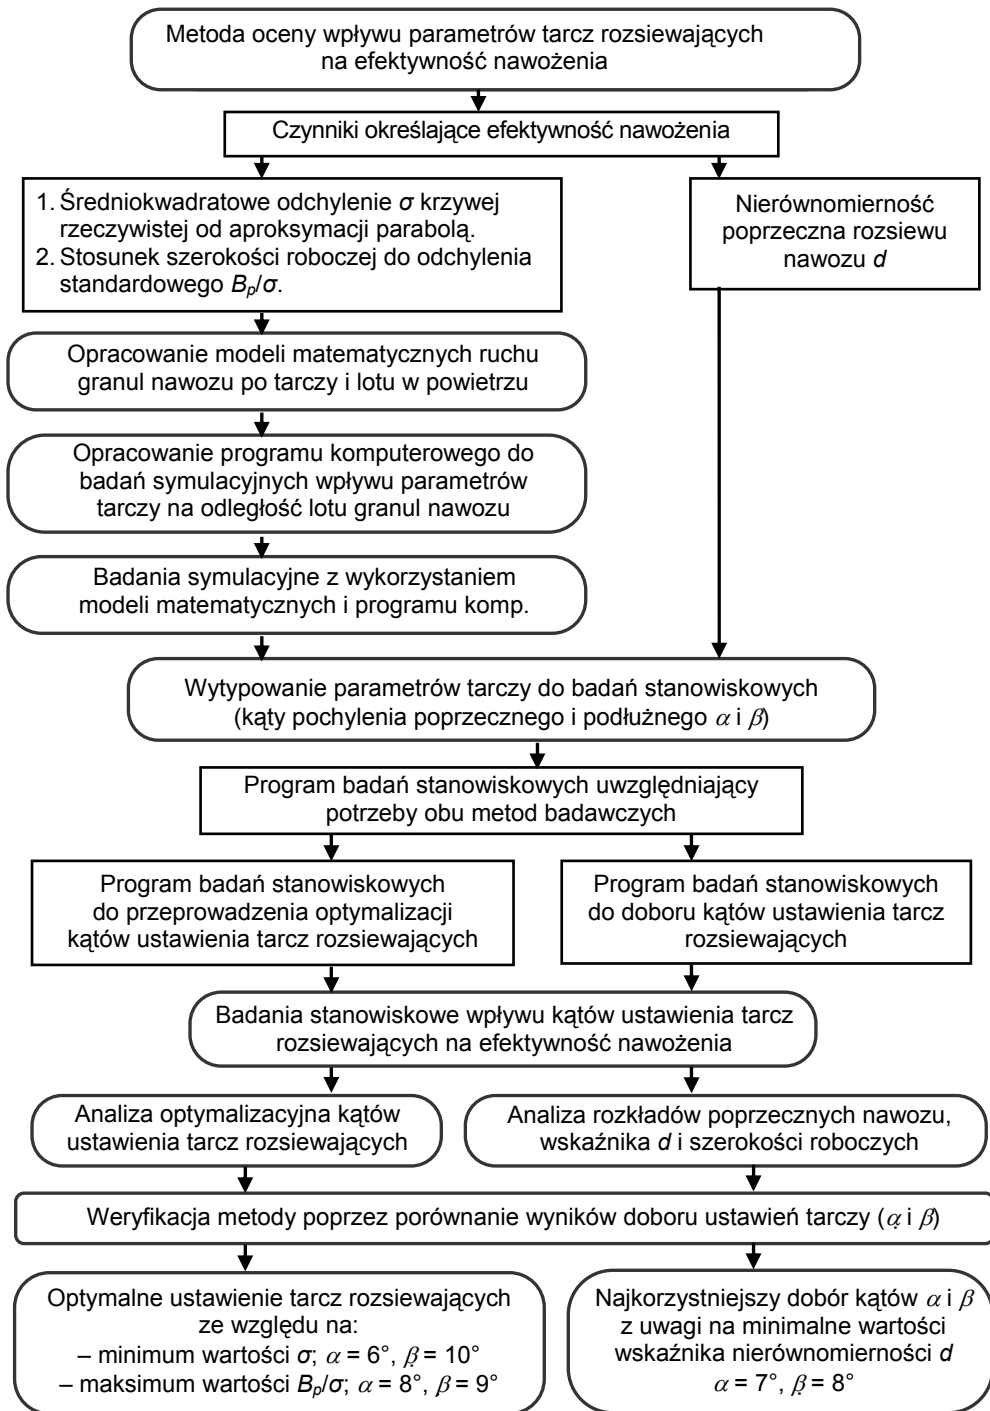 Metoda oceny wpływu parametrów tarcz rozsiewających
na efektywność nawożenia
Czynniki określające efektywność nawożenia
1. Średniokwadratowe odchylenie σ krzywej
rzeczywistej od aproksymacji parabolą.
2. Stosunek szerokości roboczej do odchylenia
standardowego Bp/σ.
Nierównomierność
poprzeczna rozsiewu
nawozu d
Opracowanie modeli matematycznych ruchu
granul nawozu po tarczy i lotu w powietrzu
Opracowanie programu komputerowego do
badań symulacyjnych wpływu parametrów
tarczy na odległość lotu granul nawozu
Badania symulacyjne z wykorzystaniem
modeli matematycznych i programu komp.
Wytypowanie parametrów tarczy do badań stanowiskowych
(kąty pochylenia poprzecznego i podłużnego α i β)
Program badań stanowiskowych uwzględniający
potrzeby obu metod badawczych
Program badań stanowiskowych
do przeprowadzenia optymalizacji
kątów ustawienia tarcz rozsiewających
Program badań stanowiskowych
do doboru kątów ustawienia tarcz
rozsiewających
Badania stanowiskowe wpływu kątów ustawienia tarcz
rozsiewających na efektywność nawożenia
Analiza optymalizacyjna kątów
ustawienia tarcz rozsiewających
Analiza rozkładów poprzecznych nawozu,
wskaźnika d i szerokości roboczych
Weryfikacja metody poprzez porównanie wyników doboru ustawień tarczy (α i β)
Optymalne ustawienie tarcz rozsiewających
ze względu na:
– minimum wartości σ; α = 6°, β = 10°
– maksimum wartości Bp/σ; α = 8°, β = 9°
Najkorzystniejszy dobór kątów α i β
z uwagi na minimalne wartości
wskaźnika nierównomierności d
α = 7°, β = 8°